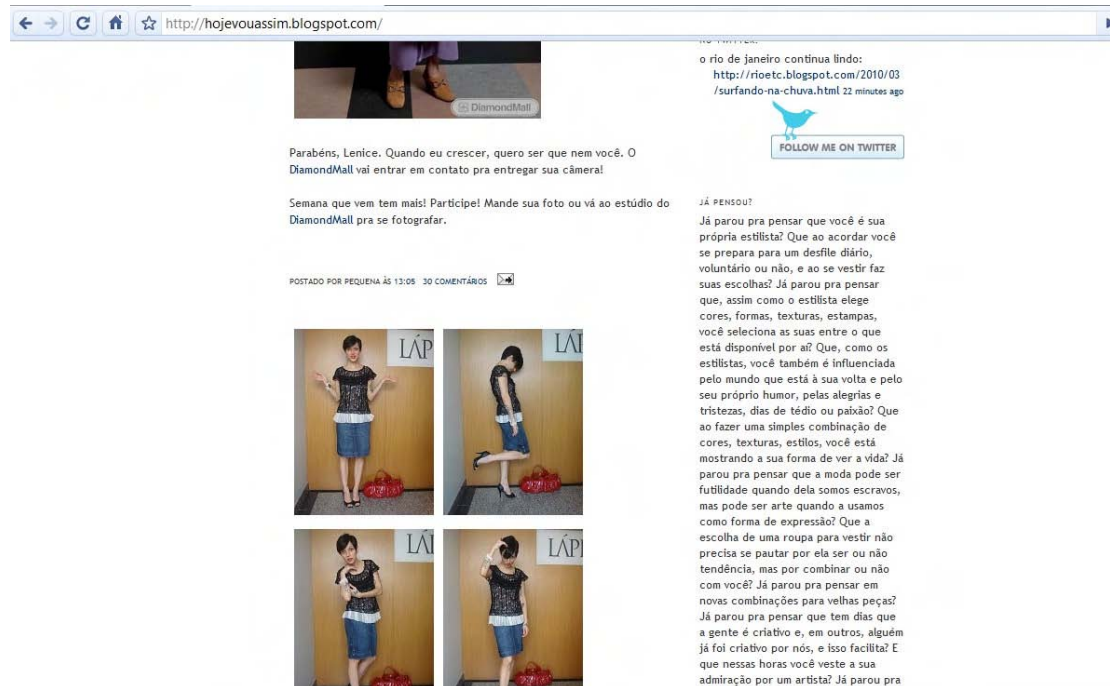 http://hojevouassim.blogspot.com/
DiamondMall
Parabéns, Lenice. Quando eu crescer, quero ser que nem você. O
DiamondMall vai entrar em contato pra entregar sua câmera!
Semana que vem tem mais! Participe! Mande sua foto ou vá ao estúdio do
DiamondMall pra se fotografar.
POSTADO POR PEQUENA ÀS 13:05 30 COMENTÁRIOS
LÁP
LÁ
LÁ
LÁP
NO TWITTER:
o rio de janeiro continua lindo:
http://rioetc.blogspot.com/2010/03
/surfando-na-chuva.html 22 minutes ago
FOLLOW ME ON TWITTER
JÁ PENSOU?
Já parou pra pensar que você é sua
própria estilista? Que ao acordar você
se prepara para um desfile diário,
voluntário ou não, e ao se vestir faz
suas escolhas? Já parou pra pensar
que, assim como o estilista elege
cores, formas, texturas, estampas,
você seleciona as suas entre o que
está disponível por aí? Que, como os
estilistas, você também é influenciada
pelo mundo que está à sua volta e pelo
seu próprio humor, pelas alegrias e
tristezas, dias de tédio ou paixão? Que
ao fazer uma simples combinação de
cores, texturas, estilos, você está
mostrando a sua forma de ver a vida? Já
parou pra pensar que a moda pode ser
futilidade quando dela somos escravos,
mas pode ser arte quando a usamos
como forma de expressão? Que a
escolha de uma roupa para vestir não
precisa se pautar por ela ser ou não
tendência, mas por combinar ou não
com você? Já parou pra pensar em
novas combinações para velhas peças?
Já parou pra pensar que tem dias que
a gente é criativo e, em outros, alguém
já foi criativo por nós, e isso facilita? E
que nessas horas você veste a sua
admiração por um artista? Já parou pra